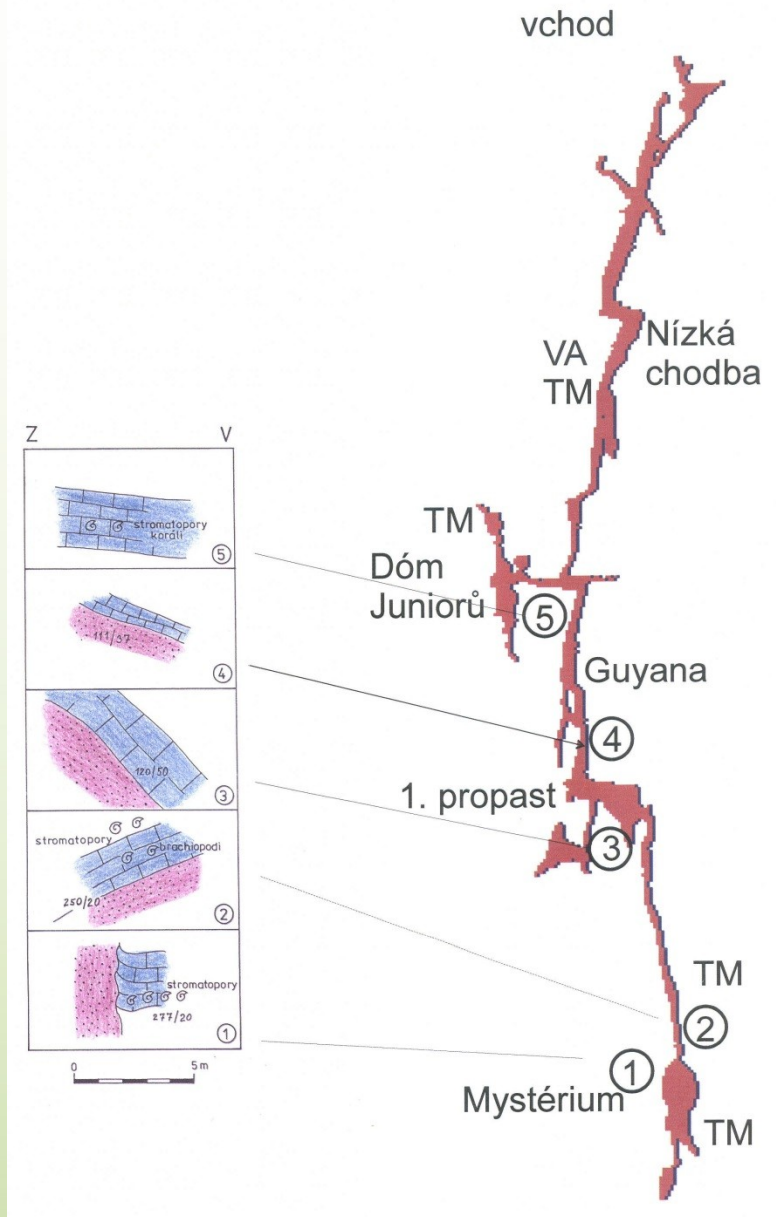 vchod
Nízká
chodba
VA
TM
TM
Dóm
Juniorů
5
Guyana
4
1. propast
3
TM
2
1
Mystérium
TM
Z V
stromatopory
koráli
5
111/37
4
120/50
3
stromatopory
brachiopodi
250/20
2
stromatopory
277/20
1
0 5 m